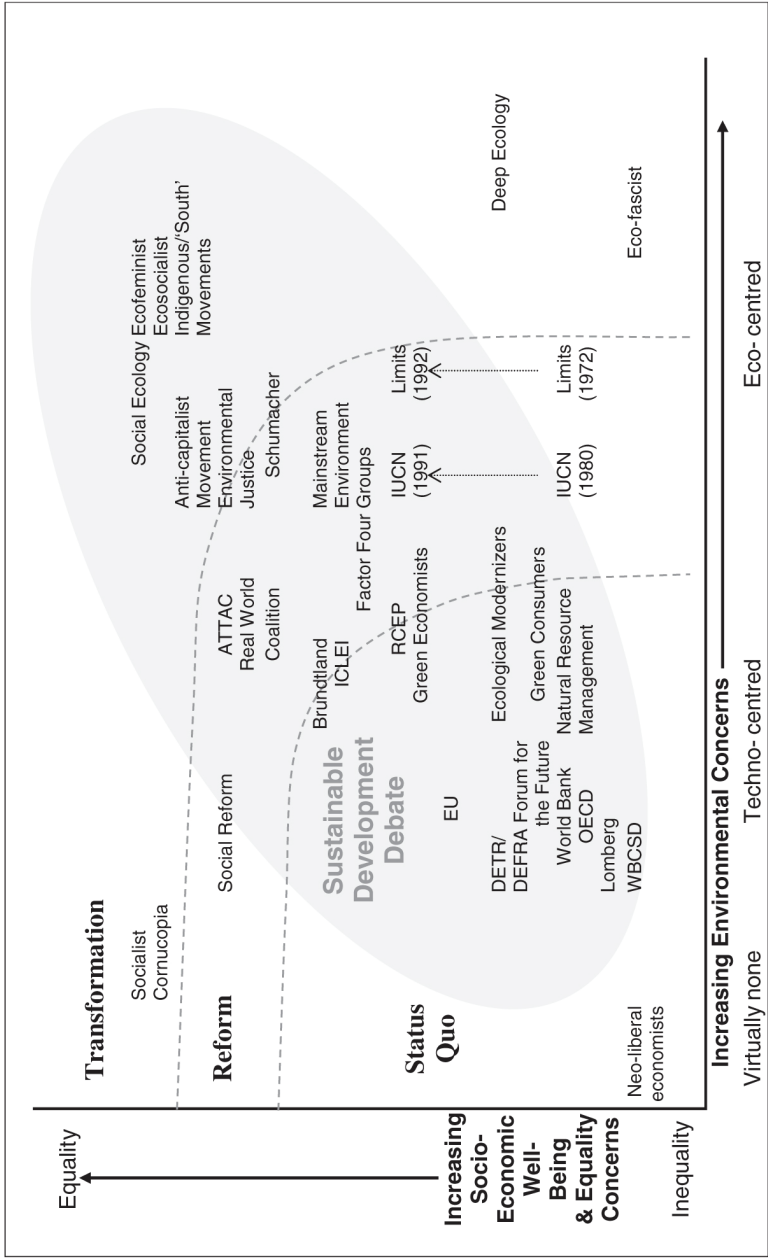 Equality
Increasing
Socio-
Economic
Well-
Being
& Equality
Concerns
Inequality
Transformation
Socialist
Cornucopia
Reform
Status
Quo
Neo-liberal
economists
Social Reform
Sustainable
Development
Debate
EU
DETR/
DEFRA
Forum for
the Future
World Bank
OECD
Lomberg
WBCSD
ATTAC
Real World
Coalition
Brundtland
ICLEI
Factor Four
RCEP
Green Economists
Ecological Modernizers
Green Consumers
Natural Resource
Management
Social Ecology
Anti-capitalist
Movement
Environmental
Justice
Schumacher
Mainstream
Environment
Groups
IUCN
(1991)
IUCN
(1980)
Limits
(1992)
Limits
(1972)
Ecofeminist
Ecosocialist
Indigenous/‘South’
Movements
Deep Ecology
Eco-fascist
Increasing Environmental Concerns
Virtually none
Techno- centred
Eco- centred